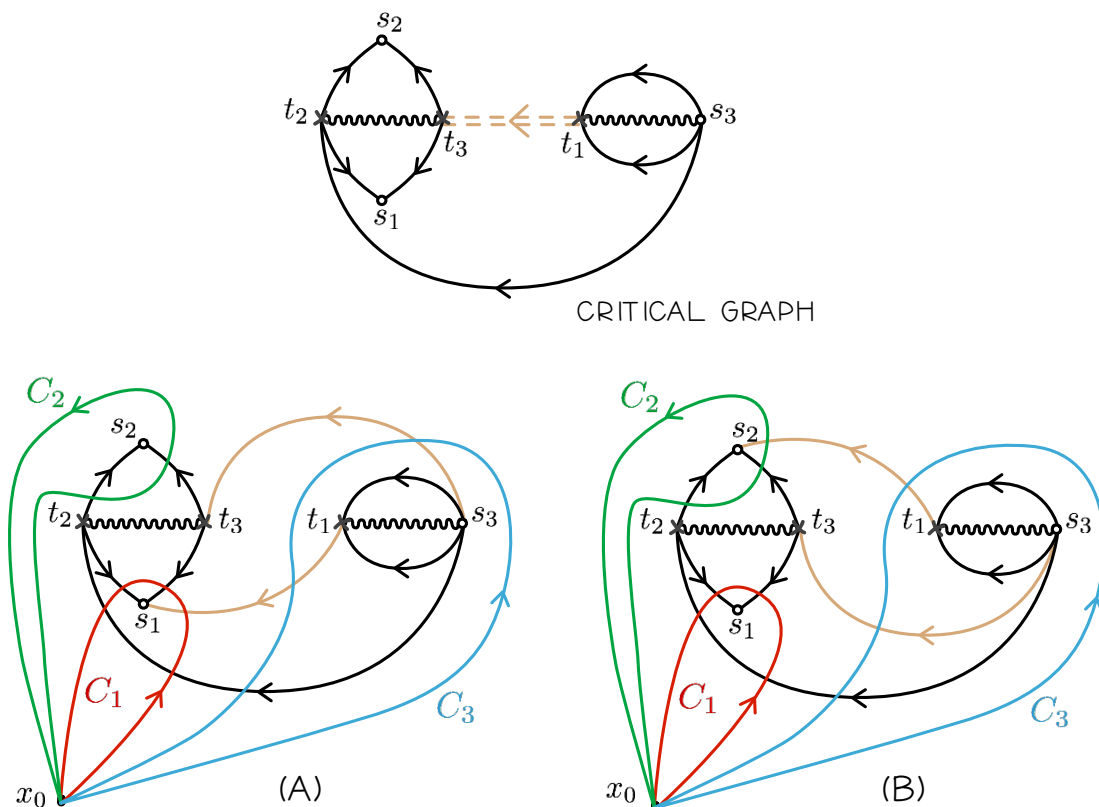 s₂
t₂
t₃
t₁
s₃
s₁
CRITICAL GRAPH
C₂
s₂
t₂
t₃
t₁
s₃
s₁
C₁
C₃
x₀
(A)
C₂
s₂
t₂
t₃
t₁
s₃
s₁
C₁
C₃
x₀
(B)